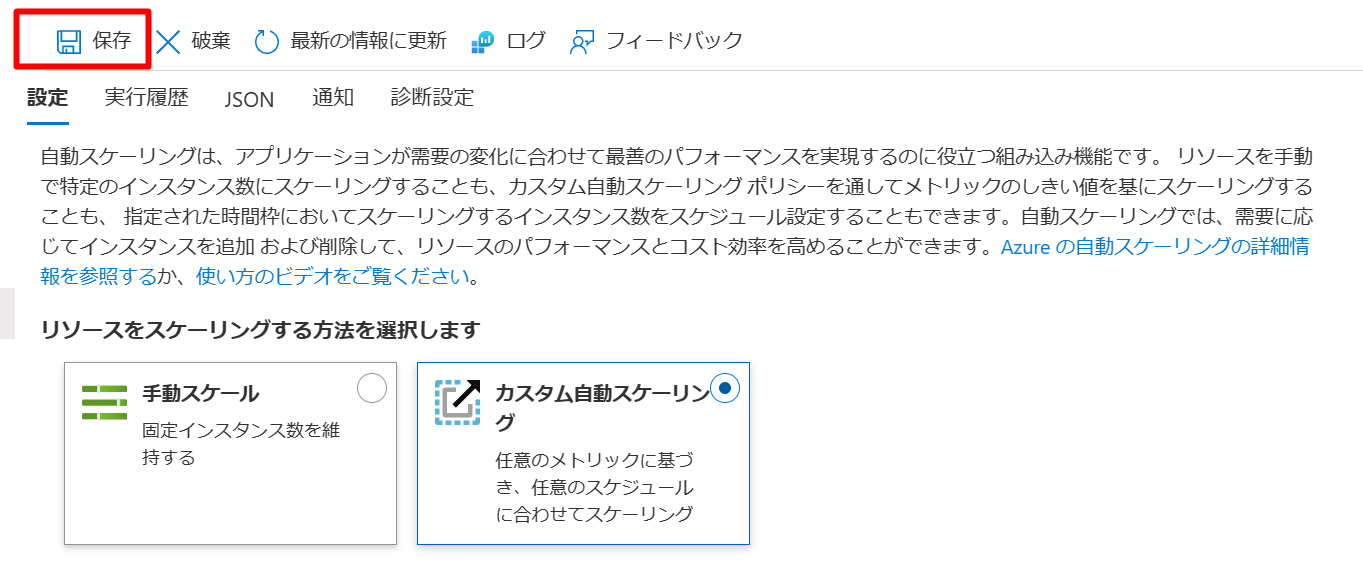 保存 破棄 最新の情報に更新 ログ フィードバック
設定 実行履歴 JSON 通知 診断設定
自動スケーリングは、アプリケーションが需要の変化に合わせて最善のパフォーマンスを実現するのに役立つ組み込み機能です。 リソースを手動
で特定のインスタンス数にスケーリングすることも、カスタム自動スケーリング ポリシーを通してメトリックのしきい値を基にスケーリングする
ことも、 指定された時間枠においてスケーリングするインスタンス数をスケジュール設定することもできます。自動スケーリングでは、需要に応
じてインスタンスを追加 および削除して、リソースのパフォーマンスとコスト効率を高めることができます。Azure の自動スケーリングの詳細情
報を参照するか、使い方のビデオをご覧ください。
リソースをスケーリングする方法を選択します
手動スケール
固定インスタンス数を維
持する
カスタム自動スケーリン
グ
任意のメトリックに基づ
き、任意のスケジュール
に合わせてスケーリング